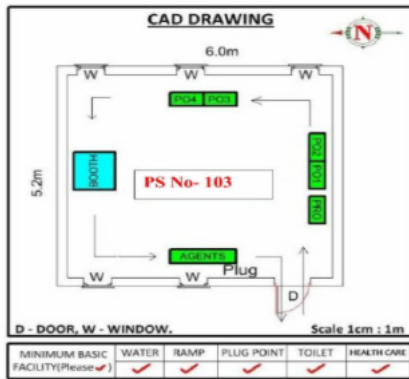 CAD DRAWING
N
6.0m
W W W
PO4 PO3
PO2
PO1
BOOTH
5.2m
PS No- 103
PRO
AGENTS
Plug
W W
D
D - DOOR, W - WINDOW.
Scale 1cm : 1m
MINIMUM BASIC FACILITY(Please✓)
WATER
RAMP
PLUG POINT
TOILET
HEALTH CARE